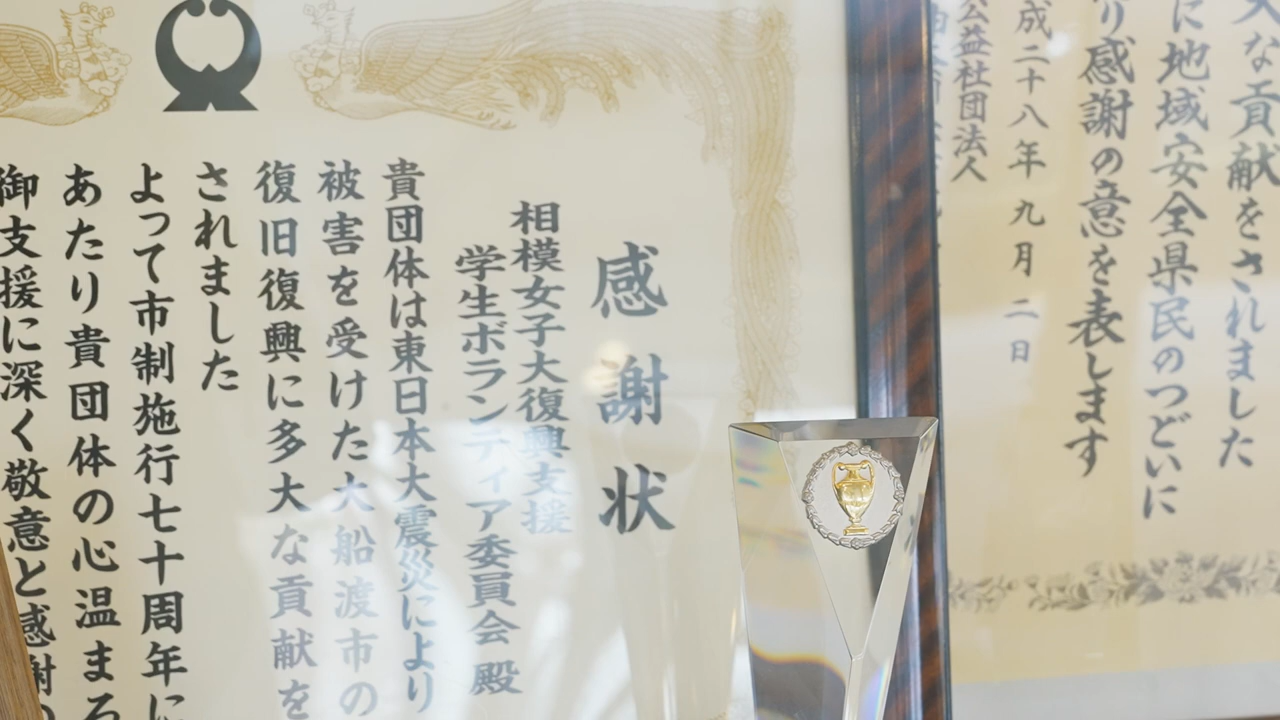 感謝状
相模女子大復興支援
学生ボランティア委員会 殿
貴団体は東日本大震災により
被害を受けた大船渡市の
復旧復興に多大な貢献を
されました
よって市制施行七十周年に
あたり貴団体の心温まる
御支援に深く敬意と感謝の
大な貢献をされました
に地域安全県民のつどいに
り感謝の意を表します
成二十八年九月二日
公益社団法人